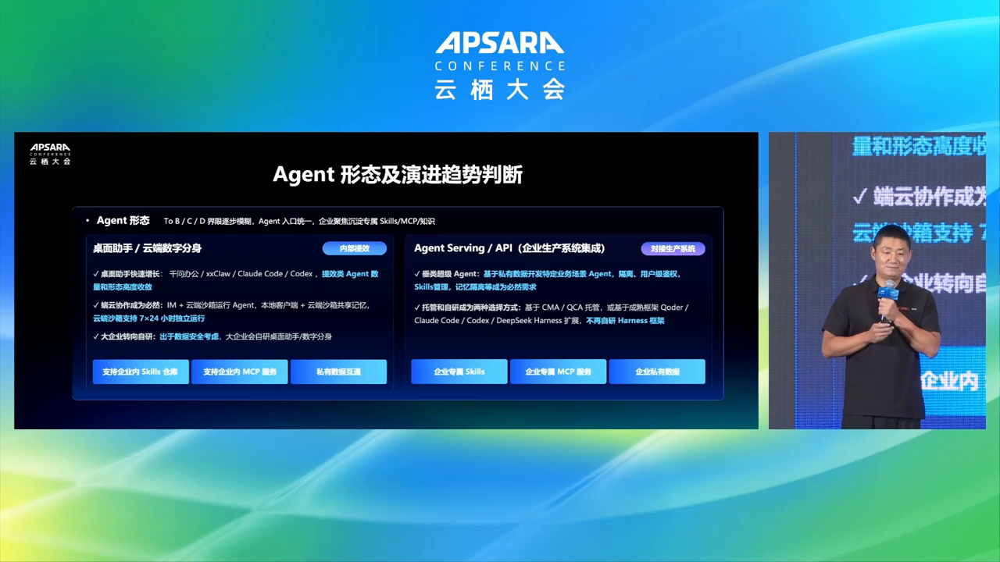 APSARA
CONFERENCE
云栖大会
APSARA
CONFERENCE
云栖大会
Agent 形态及演进趋势判断
• Agent 形态 To B / C / D 界限逐步模糊，Agent 入口统一，企业聚焦沉淀专属 Skills/MCP/知识
桌面助手 / 云端数字分身 内部提效
✓ 桌面助手快速增长： 千问办公 / xxClaw / Claude Code / Codex ，提效类 Agent 数
量和形态高度收敛
✓ 端云协作成为必然：IM + 云端沙箱运行 Agent，本地客户端 + 云端沙箱共享记忆，
云端沙箱支持 7×24 小时独立运行
✓ 大企业转向自研：出于数据安全考虑，大企业会自研桌面助手/数字分身
支持企业内 Skills 仓库 支持企业内 MCP 服务 私有数据互通
Agent Serving / API（企业生产系统集成） 对接生产系统
✓ 垂类超级 Agent：基于私有数据开发特定业务场景 Agent，隔离、用户级鉴权，
Skills管理，记忆隔离等成为必然需求
✓ 托管和自研成为两种选择方式：基于 CMA / QCA 托管，或基于成熟框架 Qoder /
Claude Code / Codex / DeepSeek Harness 扩展，不再自研 Harness 框架
企业专属 Skills 企业专属 MCP 服务 企业私有数据
量和形态高度收
✓ 端云协作成为
云端沙箱支持 7
业转向自
企业内